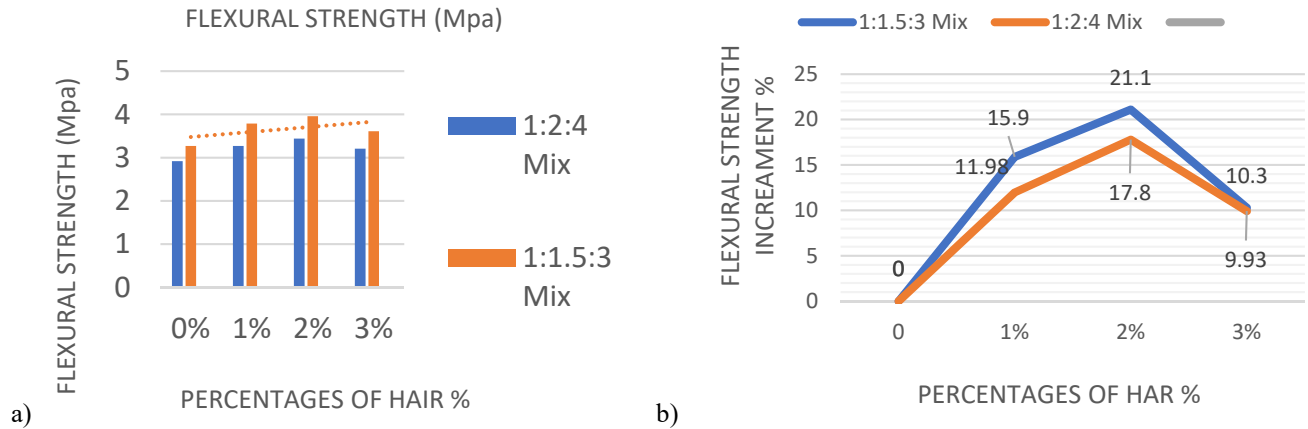 FLEXURAL STRENGTH (Mpa)
FLEXURAL STRENGTH (Mpa)
5
4
3
2
1
0
0% 1% 2% 3%
PERCENTAGES OF HAIR %
1:2:4
Mix
1:1.5:3
Mix
a)
1:1.5:3 Mix 1:2:4 Mix
FLEXURAL STRENGTH
INCREAMENT %
25
20
15
10
5
0
0
0
15.9
11.98
21.1
17.8
10.3
9.93
0 1% 2% 3%
PERCENTAGES OF HAR %
b)